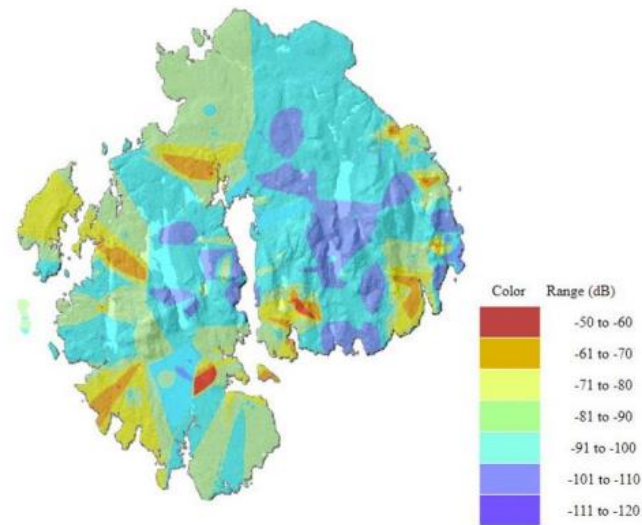 Color Range (dB)
-50 to -60
-61 to -70
-71 to -80
-81 to -90
-91 to -100
-101 to -110
-111 to -120